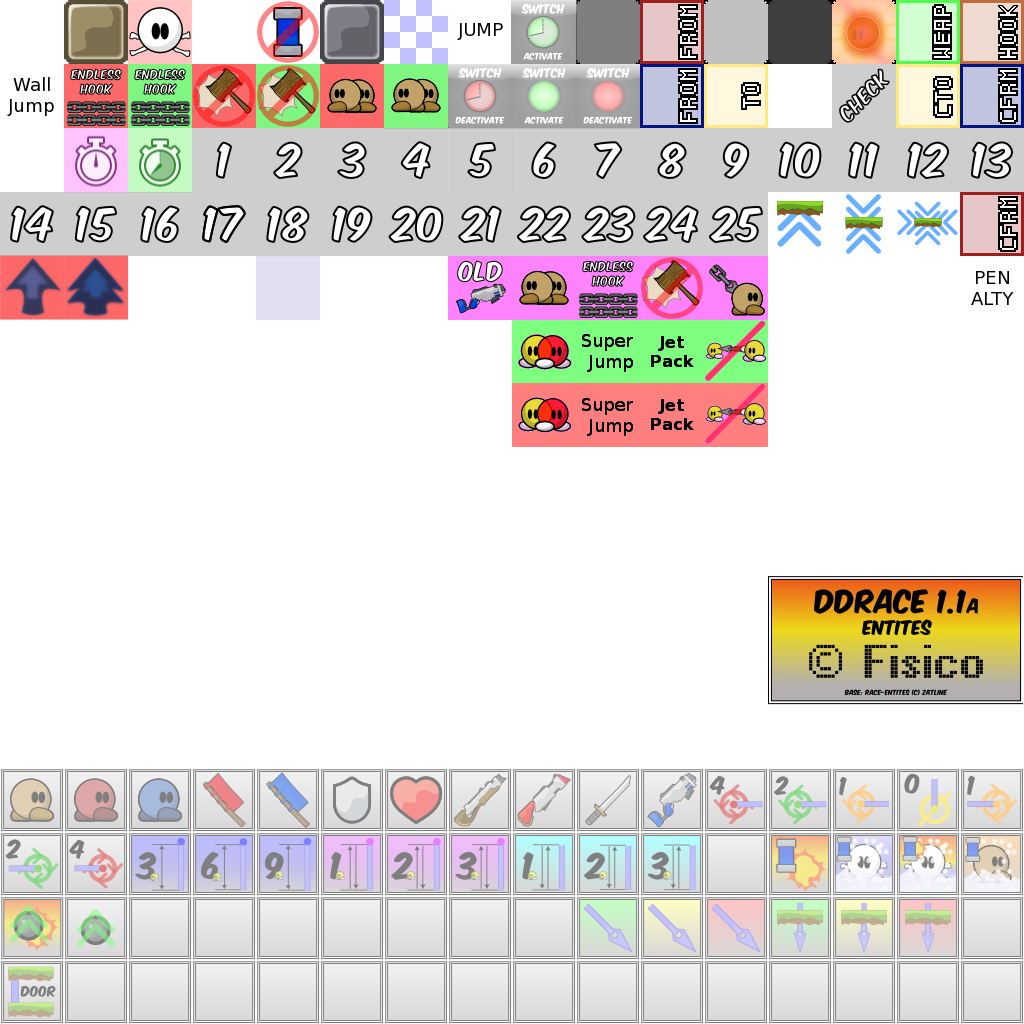 JUMP
SWITCH
ACTIVATE
FROM
WEAP
HOOK
Wall
Jump
ENDLESS
HOOK
ENDLESS
HOOK
SWITCH
DEACTIVATE
SWITCH
ACTIVATE
SWITCH
DEACTIVATE
FROM
TO
CHECK
CTO
CFRM
1 2 3 4 5 6 7 8 9 10 11 12 13
14 15 16 17 18 19 20 21 22 23 24 25
CFRM
OLD
ENDLESS
HOOK
PEN
ALTY
Super
Jump
Jet
Pack
Super
Jump
Jet
Pack
DDRACE 1.1A
ENTITES
© Fisico
BASE: RACE-ENTITES (C) ZATLINE
4 2 1 0 1
2 4 3 6 9 1 2 3 1 2 3
DOOR